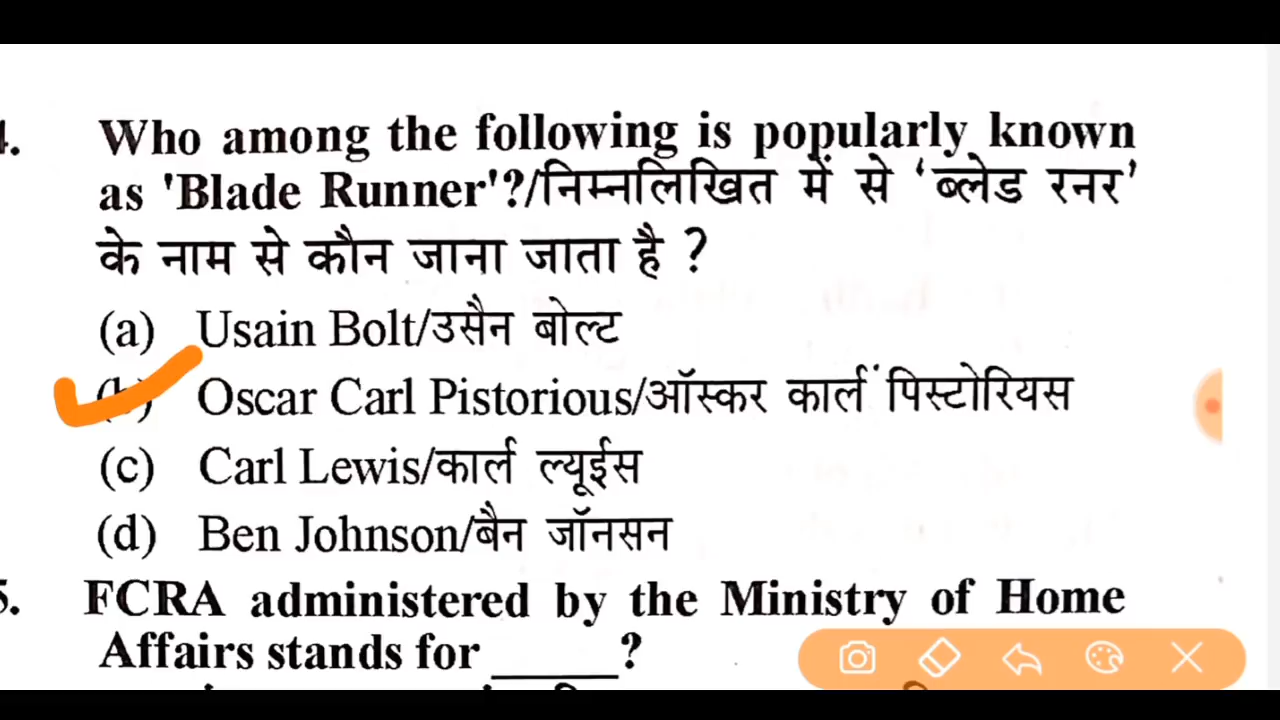 4. Who among the following is popularly known
as 'Blade Runner'?/निम्नलिखित में से ‘ब्लेड रनर’
के नाम से कौन जाना जाता है ?
(a) Usain Bolt/उसैन बोल्ट
(b) Oscar Carl Pistorious/ऑस्कर कार्ल पिस्टोरियस
(c) Carl Lewis/कार्ल ल्यूईस
(d) Ben Johnson/बैन जॉनसन
5. FCRA administered by the Ministry of Home
Affairs stands for ______?